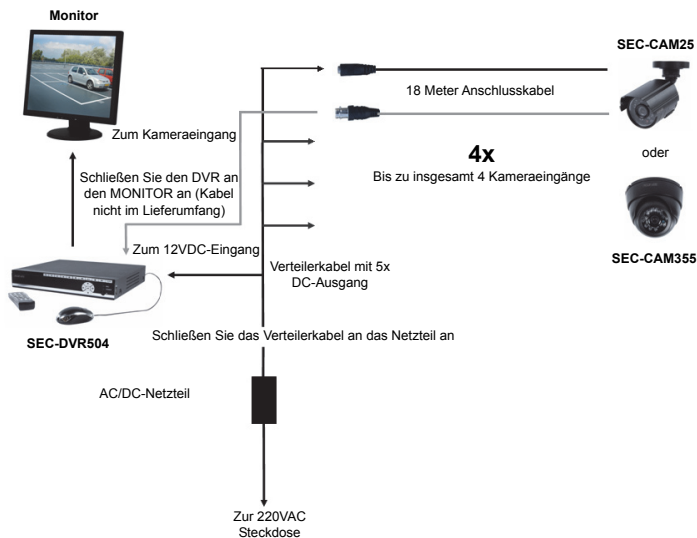 Monitor
SEC-CAM25
18 Meter Anschlusskabel
Zum Kameraeingang
4x
oder
Bis zu insgesamt 4 Kameraeingänge
Schließen Sie den DVR an
den MONITOR an (Kabel
nicht im Lieferumfang)
Zum 12VDC-Eingang
SEC-CAM355
Verteilerkabel mit 5x
DC-Ausgang
SEC-DVR504
Schließen Sie das Verteilerkabel an das Netzteil an
AC/DC-Netzteil
Zur 220VAC
Steckdose